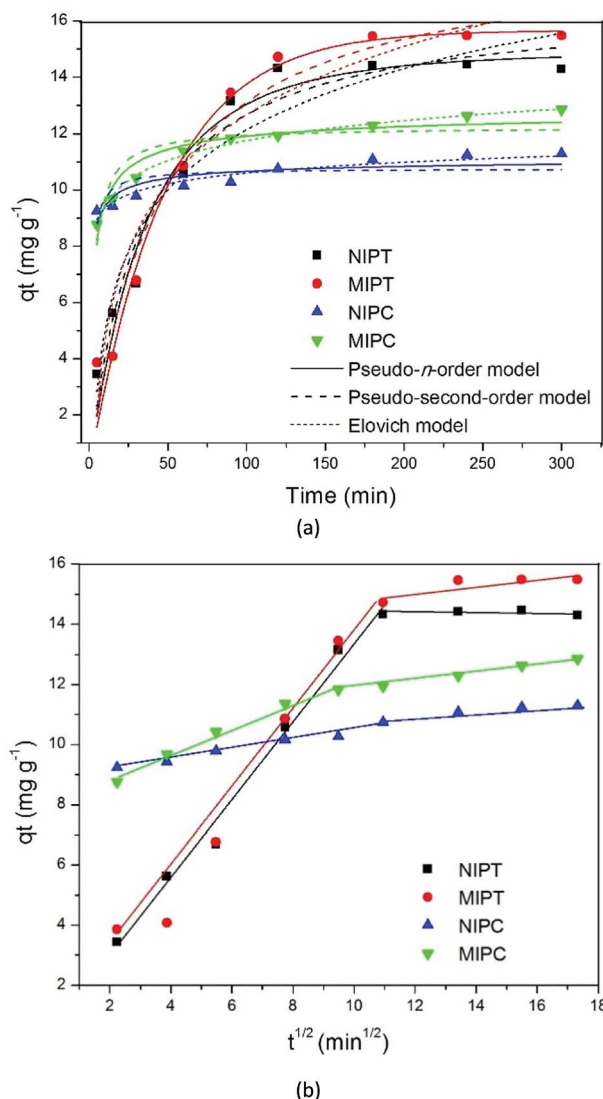 qt (mg g⁻¹)
16
14
12
10
8
6
4
2
NIPT
MIPT
NIPC
MIPC
Pseudo-n-order model
Pseudo-second-order model
Elovich model
0 50 100 150 200 250 300
Time (min)
(a)
qt (mg g⁻¹)
16
14
12
10
8
6
4
2
NIPT
MIPT
NIPC
MIPC
2 4 6 8 10 12 14 16 18
t^1/2 (min^1/2)
(b)